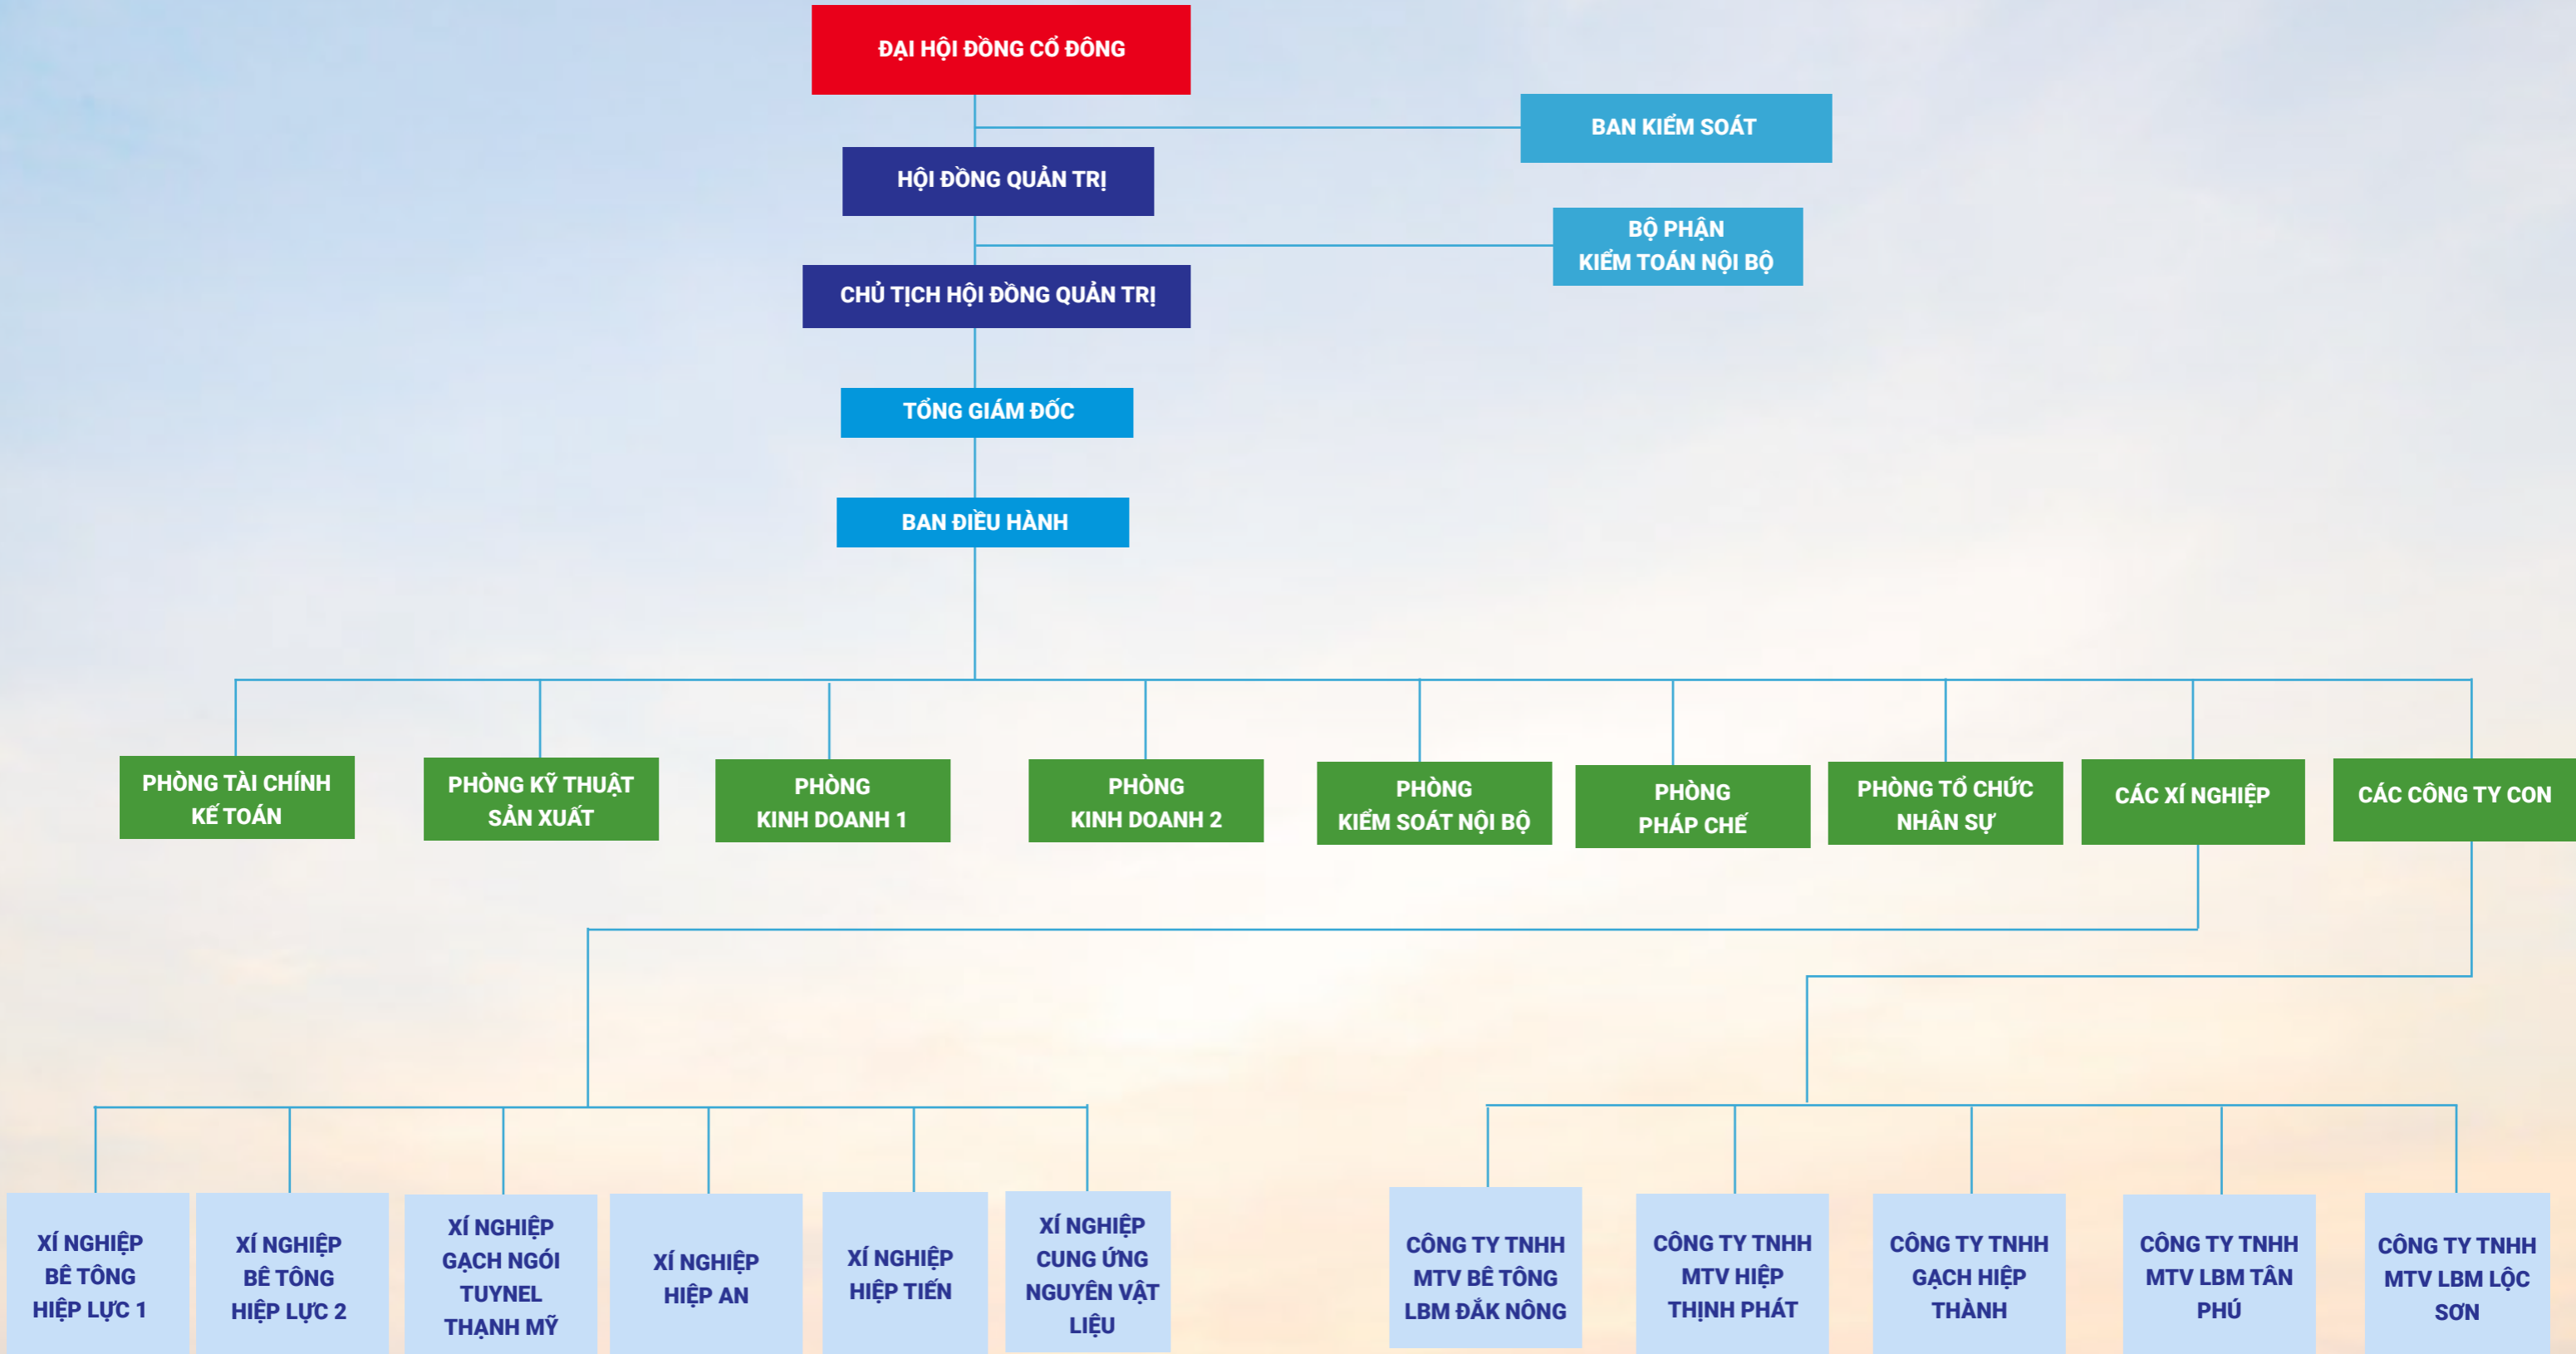 ĐẠI HỘI ĐỒNG CỔ ĐÔNG
BAN KIỂM SOÁT
HỘI ĐỒNG QUẢN TRỊ
BỘ PHẬN
KIỂM TOÁN NỘI BỘ
CHỦ TỊCH HỘI ĐỒNG QUẢN TRỊ
TỔNG GIÁM ĐỐC
BAN ĐIỀU HÀNH
PHÒNG TÀI CHÍNH
KẾ TOÁN
PHÒNG KỸ THUẬT
SẢN XUẤT
PHÒNG
KINH DOANH 1
PHÒNG
KINH DOANH 2
PHÒNG
KIỂM SOÁT NỘI BỘ
PHÒNG
PHÁP CHẾ
PHÒNG TỔ CHỨC
NHÂN SỰ
CÁC XÍ NGHIỆP
CÁC CÔNG TY CON
XÍ NGHIỆP
BÊ TÔNG
HIỆP LỰC 1
XÍ NGHIỆP
BÊ TÔNG
HIỆP LỰC 2
XÍ NGHIỆP
GẠCH NGÓI
TUYNEL
THẠNH MỸ
XÍ NGHIỆP
HIỆP AN
XÍ NGHIỆP
HIỆP TIẾN
XÍ NGHIỆP
CUNG ỨNG
NGUYÊN VẬT
LIỆU
CÔNG TY TNHH
MTV BÊ TÔNG
LBM ĐẮK NÔNG
CÔNG TY TNHH
MTV HIỆP
THỊNH PHÁT
CÔNG TY TNHH
GẠCH HIỆP
THÀNH
CÔNG TY TNHH
MTV LBM TÂN
PHÚ
CÔNG TY TNHH
MTV LBM LỘC
SƠN